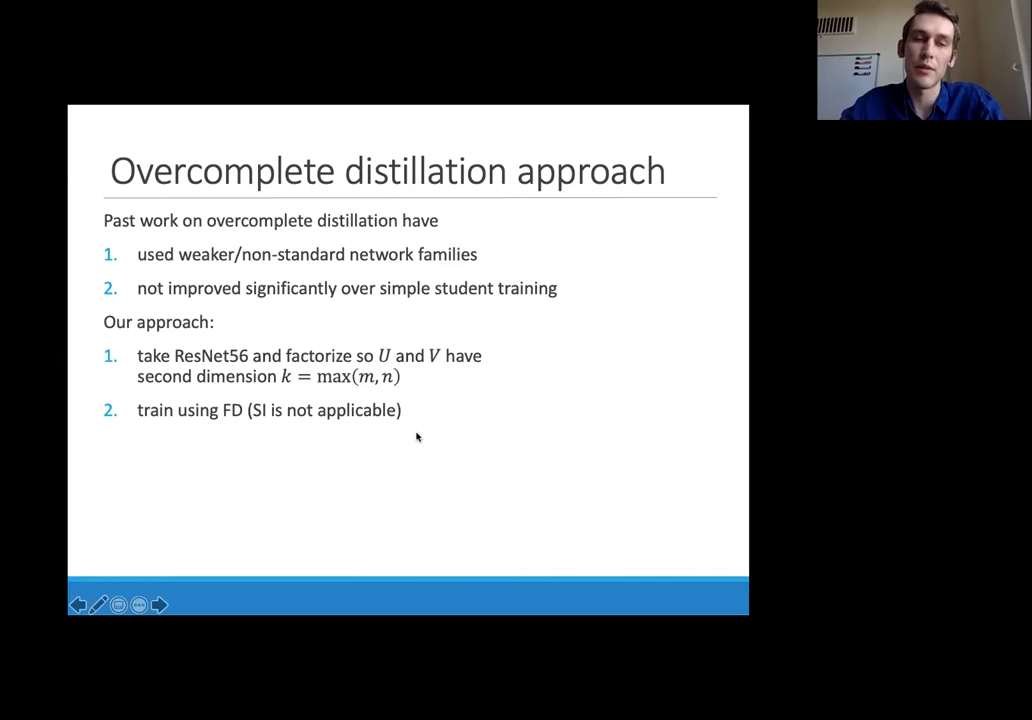 Overcomplete distillation approach
Past work on overcomplete distillation have
1. used weaker/non-standard network families
2. not improved significantly over simple student training
Our approach:
1. take ResNet56 and factorize so U and V have
second dimension k = max(m, n)
2. train using FD (SI is not applicable)